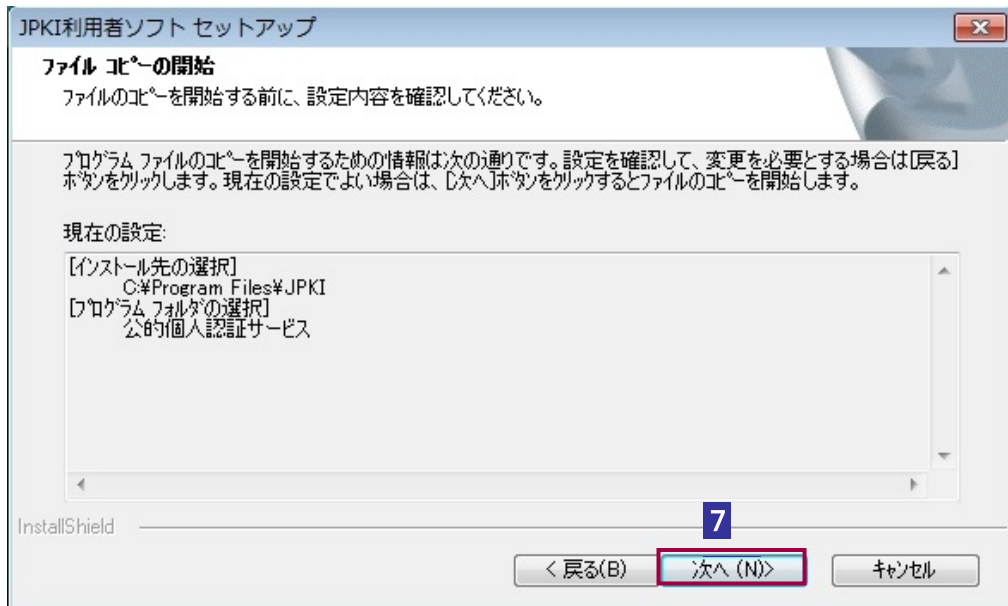 JPKI利用者ソフト セットアップ
ファイル コピーの開始
ファイルのコピーを開始する前に、設定内容を確認してください。
プログラム ファイルのコピーを開始するための情報は次の通りです。設定を確認して、変更を必要とする場合は[戻る]
ボタンをクリックします。現在の設定でよい場合は、[次へ]ボタンをクリックするとファイルのコピーを開始します。
現在の設定:
[インストール先の選択]
C:¥Program Files¥JPKI
[プログラム フォルダの選択]
公的個人認証サービス
InstallShield
7
< 戻る(B)
次へ (N)>
キャンセル